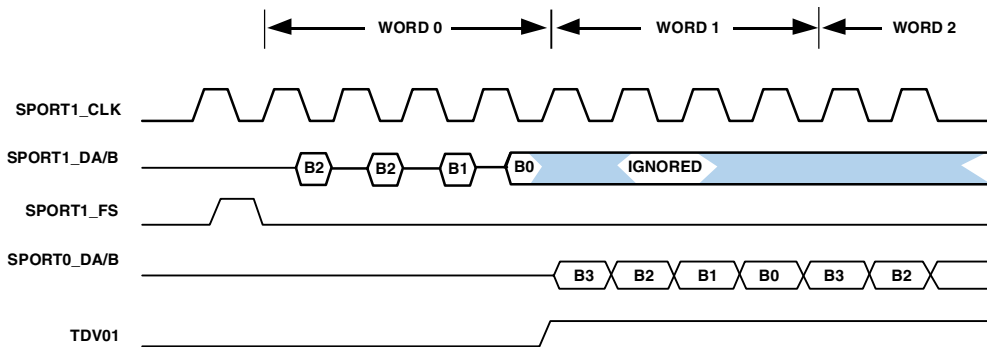 WORD 0 WORD 1 WORD 2
SPORT1_CLK
SPORT1_DA/B B2 B2 B1 B0 IGNORED
SPORT1_FS
SPORT0_DA/B B3 B2 B1 B0 B3 B2
TDV01